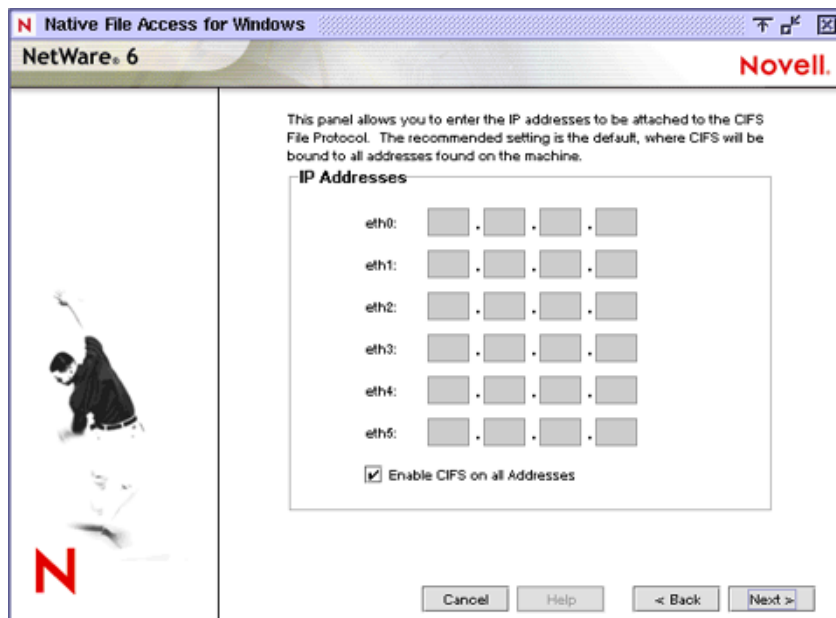 N Native File Access for Windows
NetWare® 6
Novell®
This panel allows you to enter the IP addresses to be attached to the CIFS
File Protocol. The recommended setting is the default, where CIFS will be
bound to all addresses found on the machine.
IP Addresses
eth0: . . .
eth1: . . .
eth2: . . .
eth3: . . .
eth4: . . .
eth5: . . .
Enable CIFS on all Addresses
N
Cancel Help < Back Next >